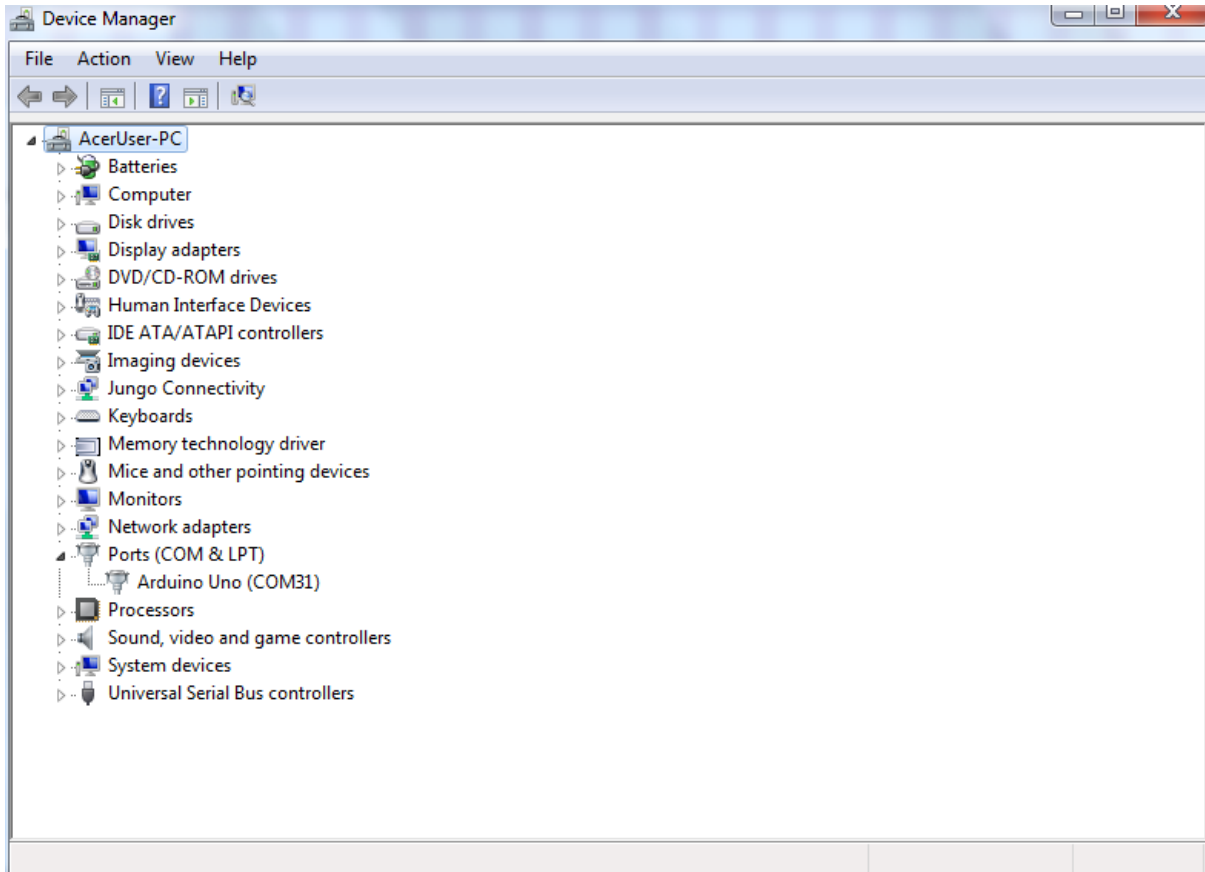 Device Manager
File Action View Help
AcerUser-PC
Batteries
Computer
Disk drives
Display adapters
DVD/CD-ROM drives
Human Interface Devices
IDE ATA/ATAPI controllers
Imaging devices
Jungo Connectivity
Keyboards
Memory technology driver
Mice and other pointing devices
Monitors
Network adapters
Ports (COM & LPT)
Arduino Uno (COM31)
Processors
Sound, video and game controllers
System devices
Universal Serial Bus controllers